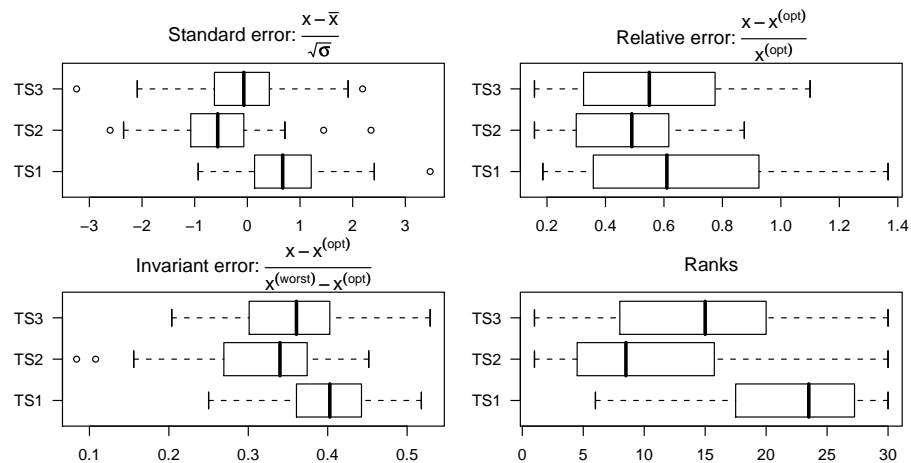 Standard error: (x − x̄) / √σ
TS3
TS2
TS1
−3 −2 −1 0 1 2 3
Relative error: (x − x^(opt)) / x^(opt)
TS3
TS2
TS1
0.2 0.4 0.6 0.8 1.0 1.2 1.4
Invariant error: (x − x^(opt)) / (x^(worst) − x^(opt))
TS3
TS2
TS1
0.1 0.2 0.3 0.4 0.5
Ranks
TS3
TS2
TS1
0 5 10 15 20 25 30